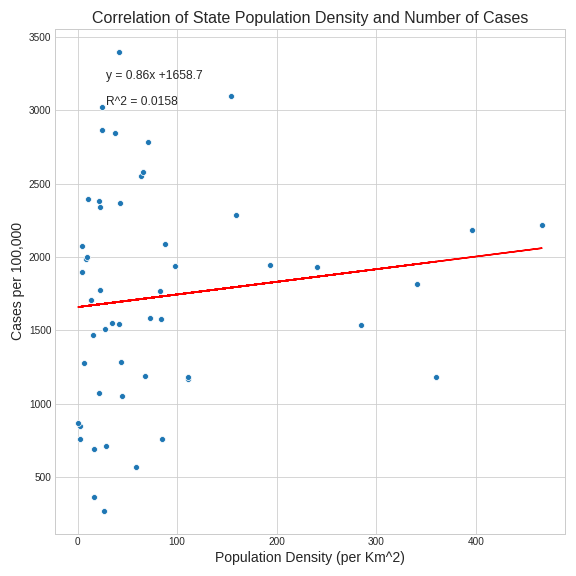 Correlation of State Population Density and Number of Cases
3500
y = 0.86x +1658.7
R^2 = 0.0158
3000
2500
2000
1500
1000
500
Cases per 100,000
0 100 200 300 400
Population Density (per Km^2)